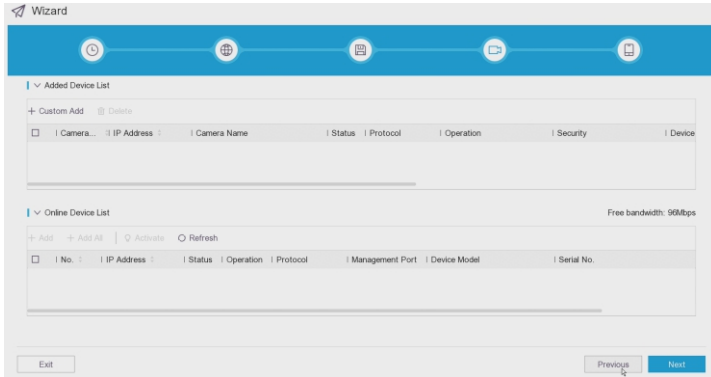 Wizard
Added Device List
+ Custom Add Delete
Camera... IP Address Camera Name Status Protocol Operation Security Device
Online Device List Free bandwidth: 96Mbps
+ Add + Add All Activate Refresh
No. IP Address Status Operation Protocol Management Port Device Model Serial No.
Exit Previous Next